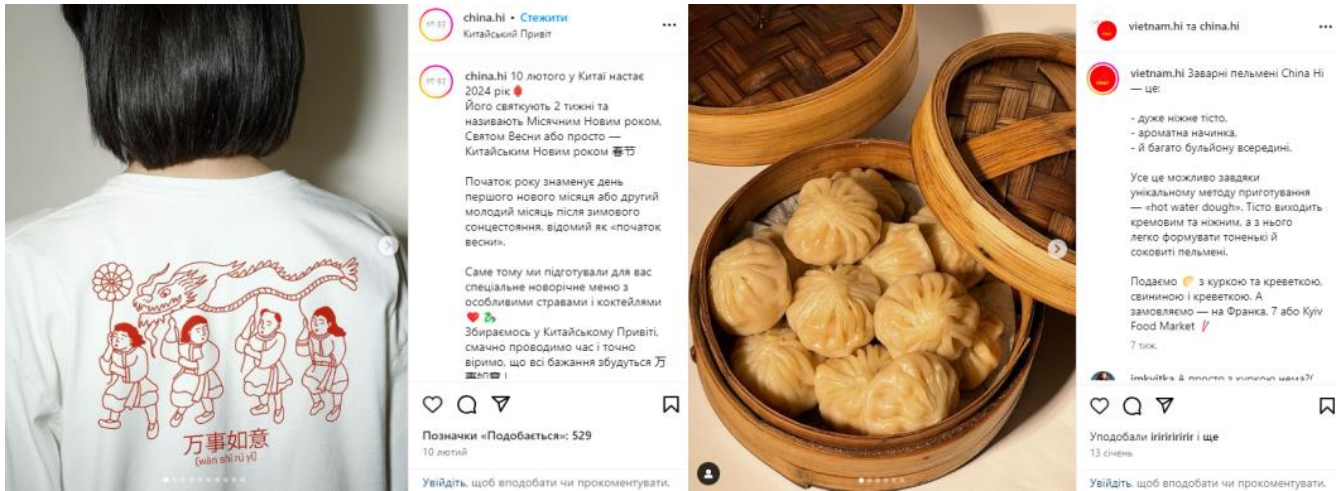 万事如意
(wàn shì rú yì)
china.hi • Стежити
Китайський Привіт
china.hi 10 лютого у Китаї настає
2024 рік
Його святкують 2 тижні та
називають Місячним Новим роком,
Святом Весни або просто —
Китайським Новим роком 春节
Початок року знаменує день
першого нового місяця або другий
молодий місяць після зимового
сонцестояння, відомий як «початок
весни».
Саме тому ми підготували для вас
спеціальне новорічне меню з
особливими стравами і коктейлями
❤️🐉
Збираємось у Китайському Привіті,
смачно проводимо час і точно
віримо, що всі бажання збудуться 万
事如意!
Позначки «Подобається»: 529
10 лютий
Увійдіть, щоб вподобати чи прокоментувати.
vietnam.hi та china.hi
vietnam.hi Заварні пельмені China Hi
— це:
- дуже ніжне тісто,
- ароматна начинка,
- й багато бульйону всередині.
Усе це можливо завдяки
унікальному методу приготування
— «hot water dough». Тісто виходить
кремовим та ніжним, а з нього
легко формувати тоненькі й
соковиті пельмені.
Подаємо 🥟 з куркою та креветкою,
свининою і креветкою. А
замовляємо — на Франка, 7 або Kyiv
Food Market 🥢
7 тиж.
imkvitka А просто з куркою нема?(
Уподобали iriririririr і ще
13 січень
Увійдіть, щоб вподобати чи прокоментувати.